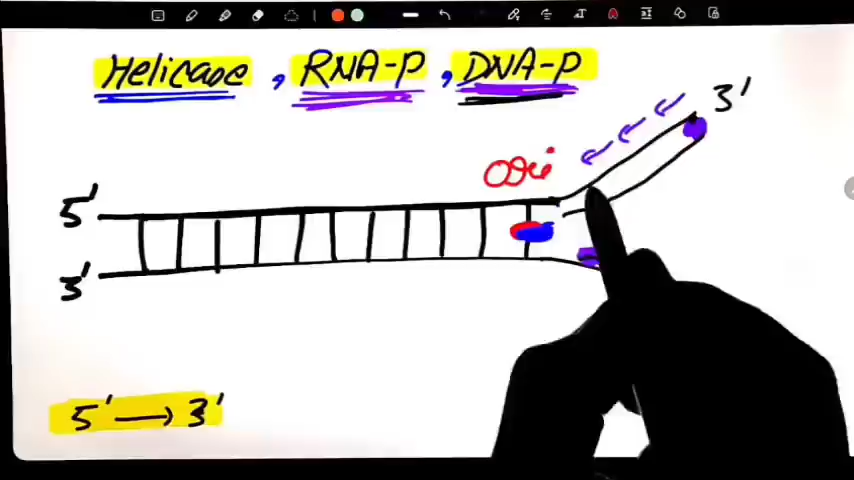 Helicase, RNA-P, DNA-P
3'
Ori
5'
3'
5' → 3'